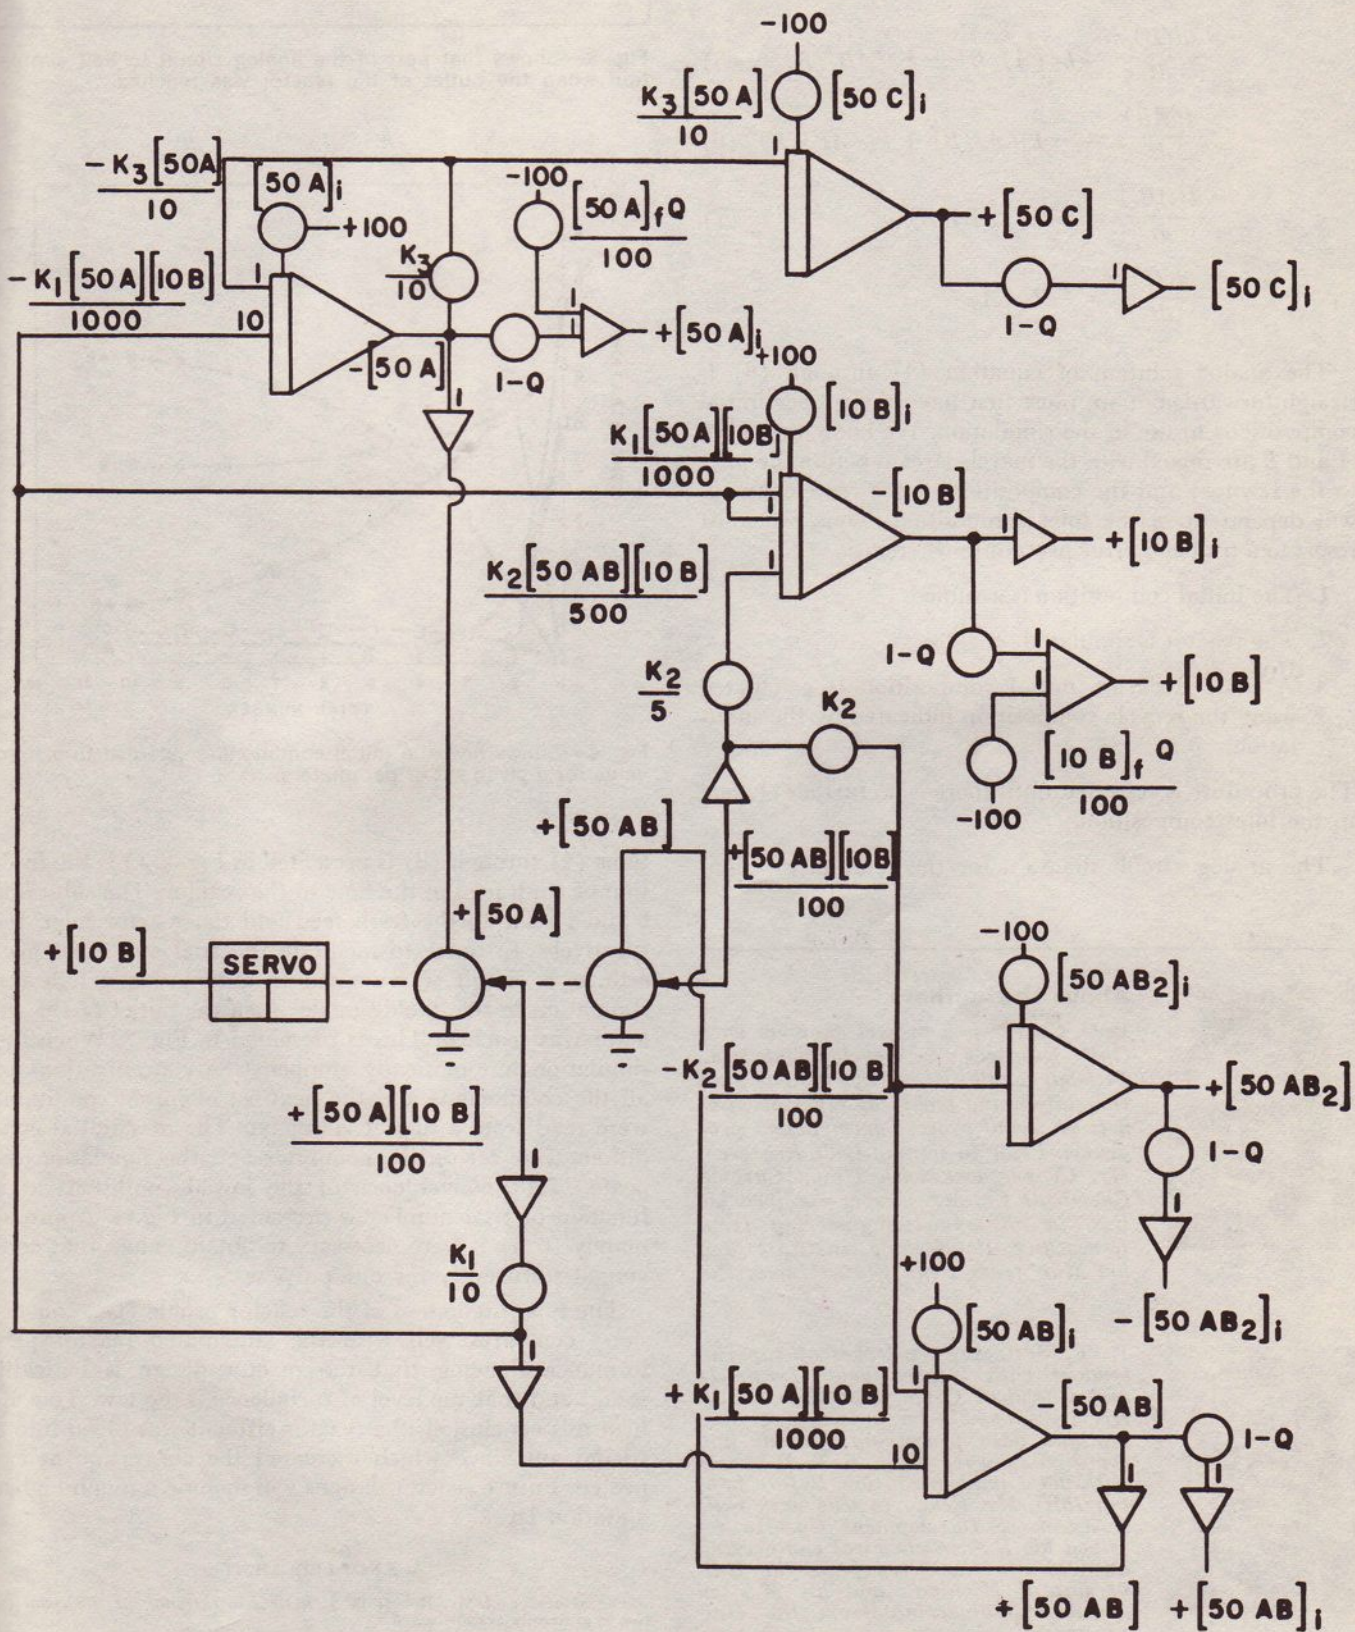 -100
K3[50 A]
10
[50 C]i
1
-K3[50A]
10
[50 A]i
+100
-100
[50 A]f Q
100
K3
10
+[50 C]
1
1-Q
[50 C]i
-K1[50 A][10 B]
1000
1
10
-[50 A]
1-Q
1
1
+[50 A]i
+100
[10 B]i
1
K1[50 A][10B]
1000
1
1
-[10 B]
1
+[10 B]i
K2[50 AB][10 B]
500
1
1-Q
1
1
+[10 B]
K2
5
K2
[10 B]f Q
100
-100
+[50 AB]
+[50 AB][10B]
100
+[50 A]
+[10 B]
SERVO
-100
[50 AB2]i
-K2[50 AB][10 B]
100
1
+[50 AB2]
+[50 A][10 B]
100
1
1-Q
1
K1
10
+100
[50 AB]i
-[50 AB2]i
1
+K1[50 A][10 B]
1000
1
10
-[50 AB]
1-Q
1
1
+[50 AB]
+[50 AB]i